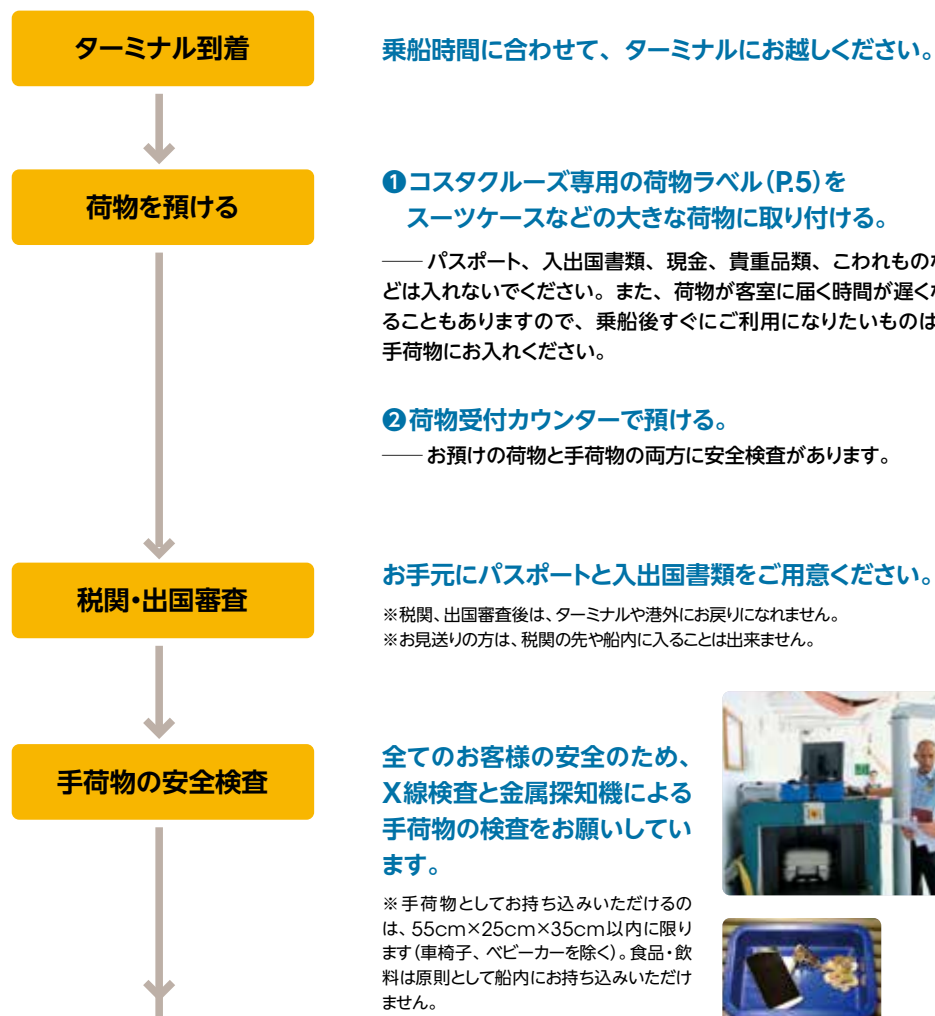 ターミナル到着
乗船時間に合わせて、ターミナルにお越しください。
荷物を預ける
❶コスタクルーズ専用の荷物ラベル（P.5）を
スーツケースなどの大きな荷物に取り付ける。
―― パスポート、入出国書類、現金、貴重品類、こわれものな
どは入れないでください。また、荷物が客室に届く時間が遅くな
ることもありますので、乗船後すぐにご利用になりたいものは
手荷物にお入れください。
❷荷物受付カウンターで預ける。
―― お預けの荷物と手荷物の両方に安全検査があります。
税関・出国審査
お手元にパスポートと入出国書類をご用意ください。
※税関、出国審査後は、ターミナルや港外にお戻りになれません。
※お見送りの方は、税関の先や船内に入ることは出来ません。
手荷物の安全検査
全てのお客様の安全のため、
X線検査と金属探知機による
手荷物の検査をお願いしてい
ます。
※手荷物としてお持ち込みいただけるの
は、55cm×25cm×35cm以内に限り
ます（車椅子、ベビーカーを除く）。食品・飲
料は原則として船内にお持ち込みいただけ
ません。